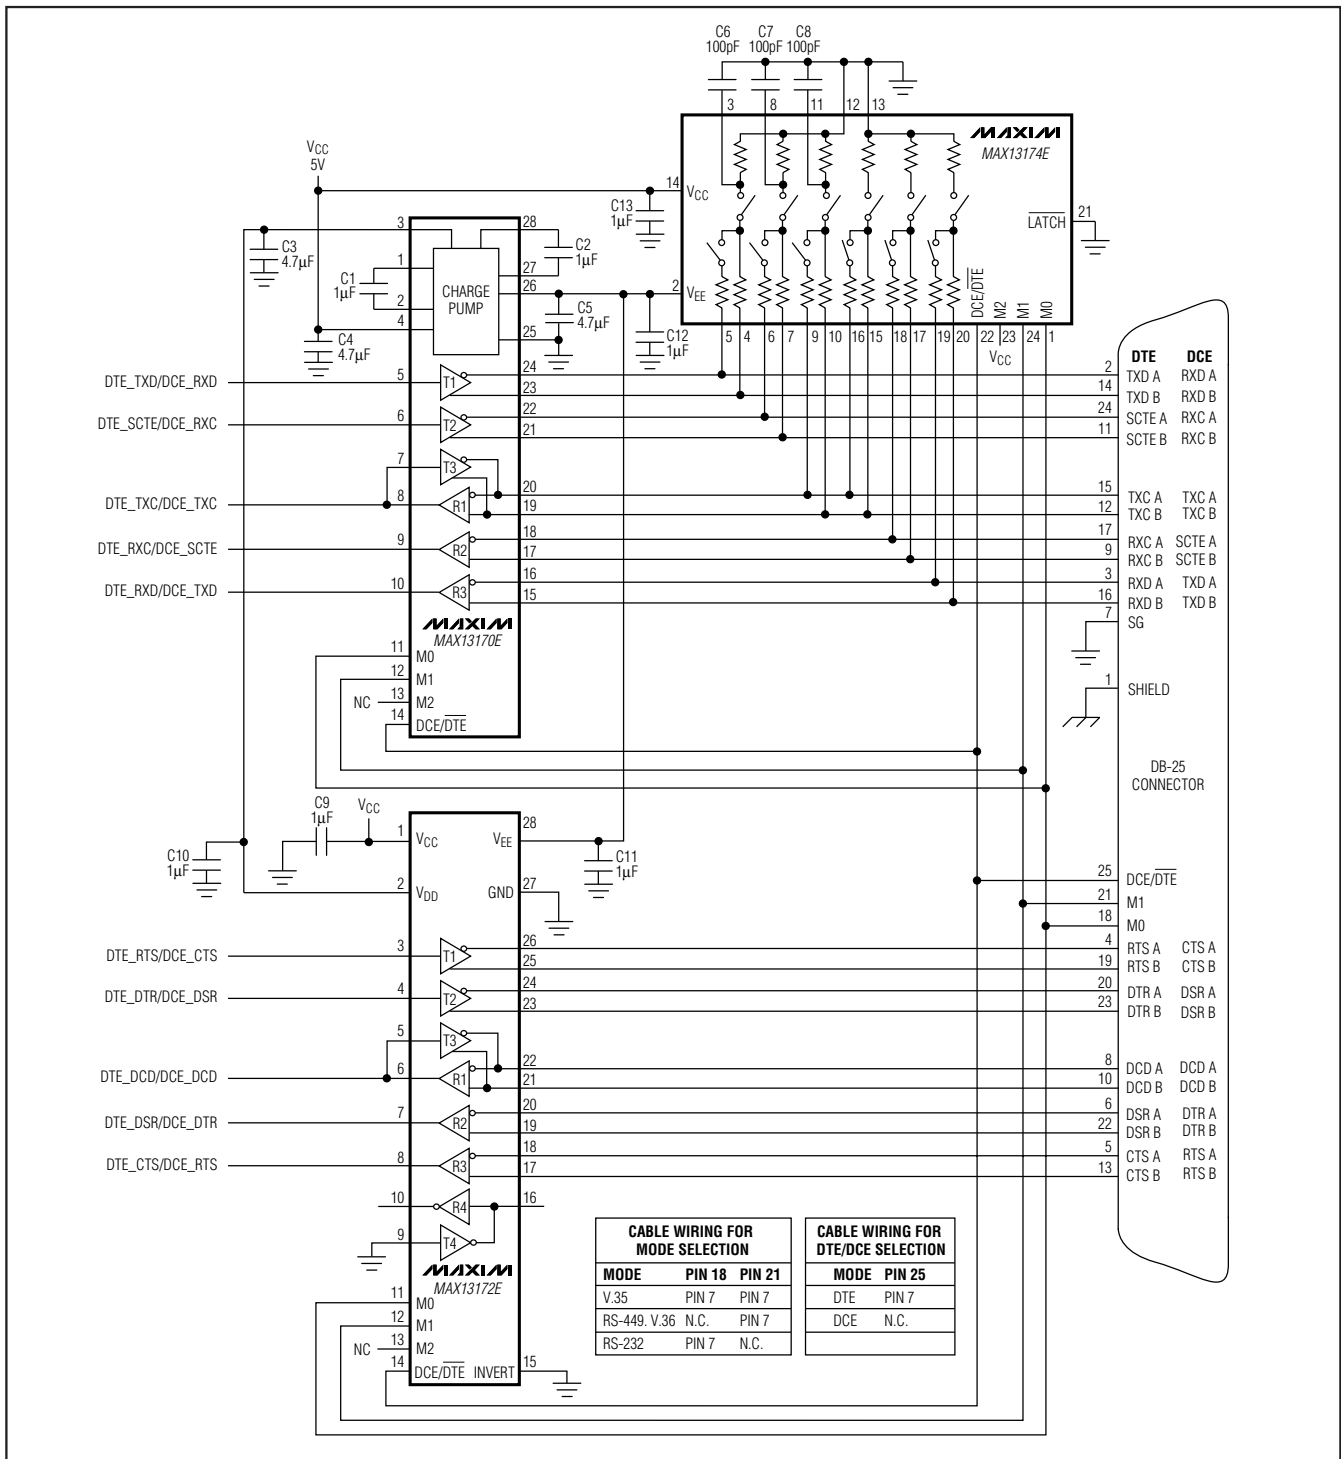 C6 C7 C8
100pF 100pF 100pF
3 8 11 12 13
MAXIM
MAX13174E
VCC
5V
14 VCC
C13
1µF
21
LATCH
3 28
C3
4.7µF
C2
1µF
1 27
C1
1µF
CHARGE
PUMP
26
2 VEE
2
4 25
C5
4.7µF
C4
4.7µF
C12
1µF
DCE/DTE M2 M1 M0
5 4 6 7 9 10 16 15 18 17 19 20 22 23 24 1
VCC
DTE DCE
DTE_TXD/DCE_RXD 5 T1 24 2 TXD A RXD A
23 14 TXD B RXD B
DTE_SCTE/DCE_RXC 6 T2 22 24 SCTE A RXC A
21 11 SCTE B RXC B
7 T3
DTE_TXC/DCE_TXC 8 R1 20 15 TXC A TXC A
19 12 TXC B TXC B
DTE_RXC/DCE_SCTE 9 R2 18 17 RXC A SCTE A
17 9 RXC B SCTE B
DTE_RXD/DCE_TXD 10 R3 16 3 RXD A TXD A
15 16 RXD B TXD B
7 SG
MAXIM
MAX13170E
11 M0
12 M1
NC 13 M2
14 DCE/DTE
1 SHIELD
DB-25
CONNECTOR
C9
1µF
VCC
1 VCC VEE 28
C10
1µF
C11
1µF
2 VDD GND 27
25 DCE/DTE
21 M1
18 M0
DTE_RTS/DCE_CTS 3 T1 26 4 RTS A CTS A
25 19 RTS B CTS B
DTE_DTR/DCE_DSR 4 T2 24 20 DTR A DSR A
23 23 DTR B DSR B
5 T3
DTE_DCD/DCE_DCD 6 R1 22 8 DCD A DCD A
21 10 DCD B DCD B
DTE_DSR/DCE_DTR 7 R2 20 6 DSR A DTR A
19 22 DSR B DTR B
DTE_CTS/DCE_RTS 8 R3 18 5 CTS A RTS A
17 13 CTS B RTS B
10 R4 16
9 T4
MAXIM
MAX13172E
11 M0
12 M1
NC 13 M2
14 DCE/DTE INVERT 15
CABLE WIRING FOR
MODE SELECTION
MODE PIN 18 PIN 21
V.35 PIN 7 PIN 7
RS-449. V.36 N.C. PIN 7
RS-232 PIN 7 N.C.
CABLE WIRING FOR
DTE/DCE SELECTION
MODE PIN 25
DTE PIN 7
DCE N.C.